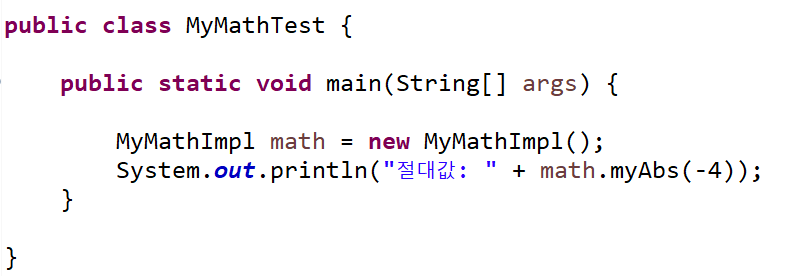 public class MyMathTest {
public static void main(String[] args) {
MyMathImpl math = new MyMathImpl();
System.out.println("절대값: " + math.myAbs(-4));
}
}